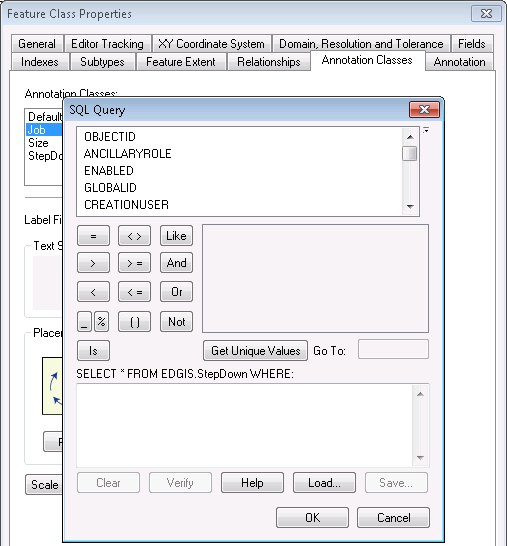 Feature Class Properties
General Editor Tracking XY Coordinate System Domain, Resolution and Tolerance Fields
Indexes Subtypes Feature Extent Relationships Annotation Classes Annotation
Annotation Classes:
Default
Job
Size
StepDow
Label Fi
Text S
Placem
Scale
SQL Query
OBJECTID
ANCILLARYROLE
ENABLED
GLOBALID
CREATIONUSER
= < > Like
> > = And
< < = Or
_ % ( ) Not
Is Get Unique Values Go To:
SELECT * FROM EDGIS.StepDown WHERE:
Clear Verify Help Load... Save...
OK Cancel